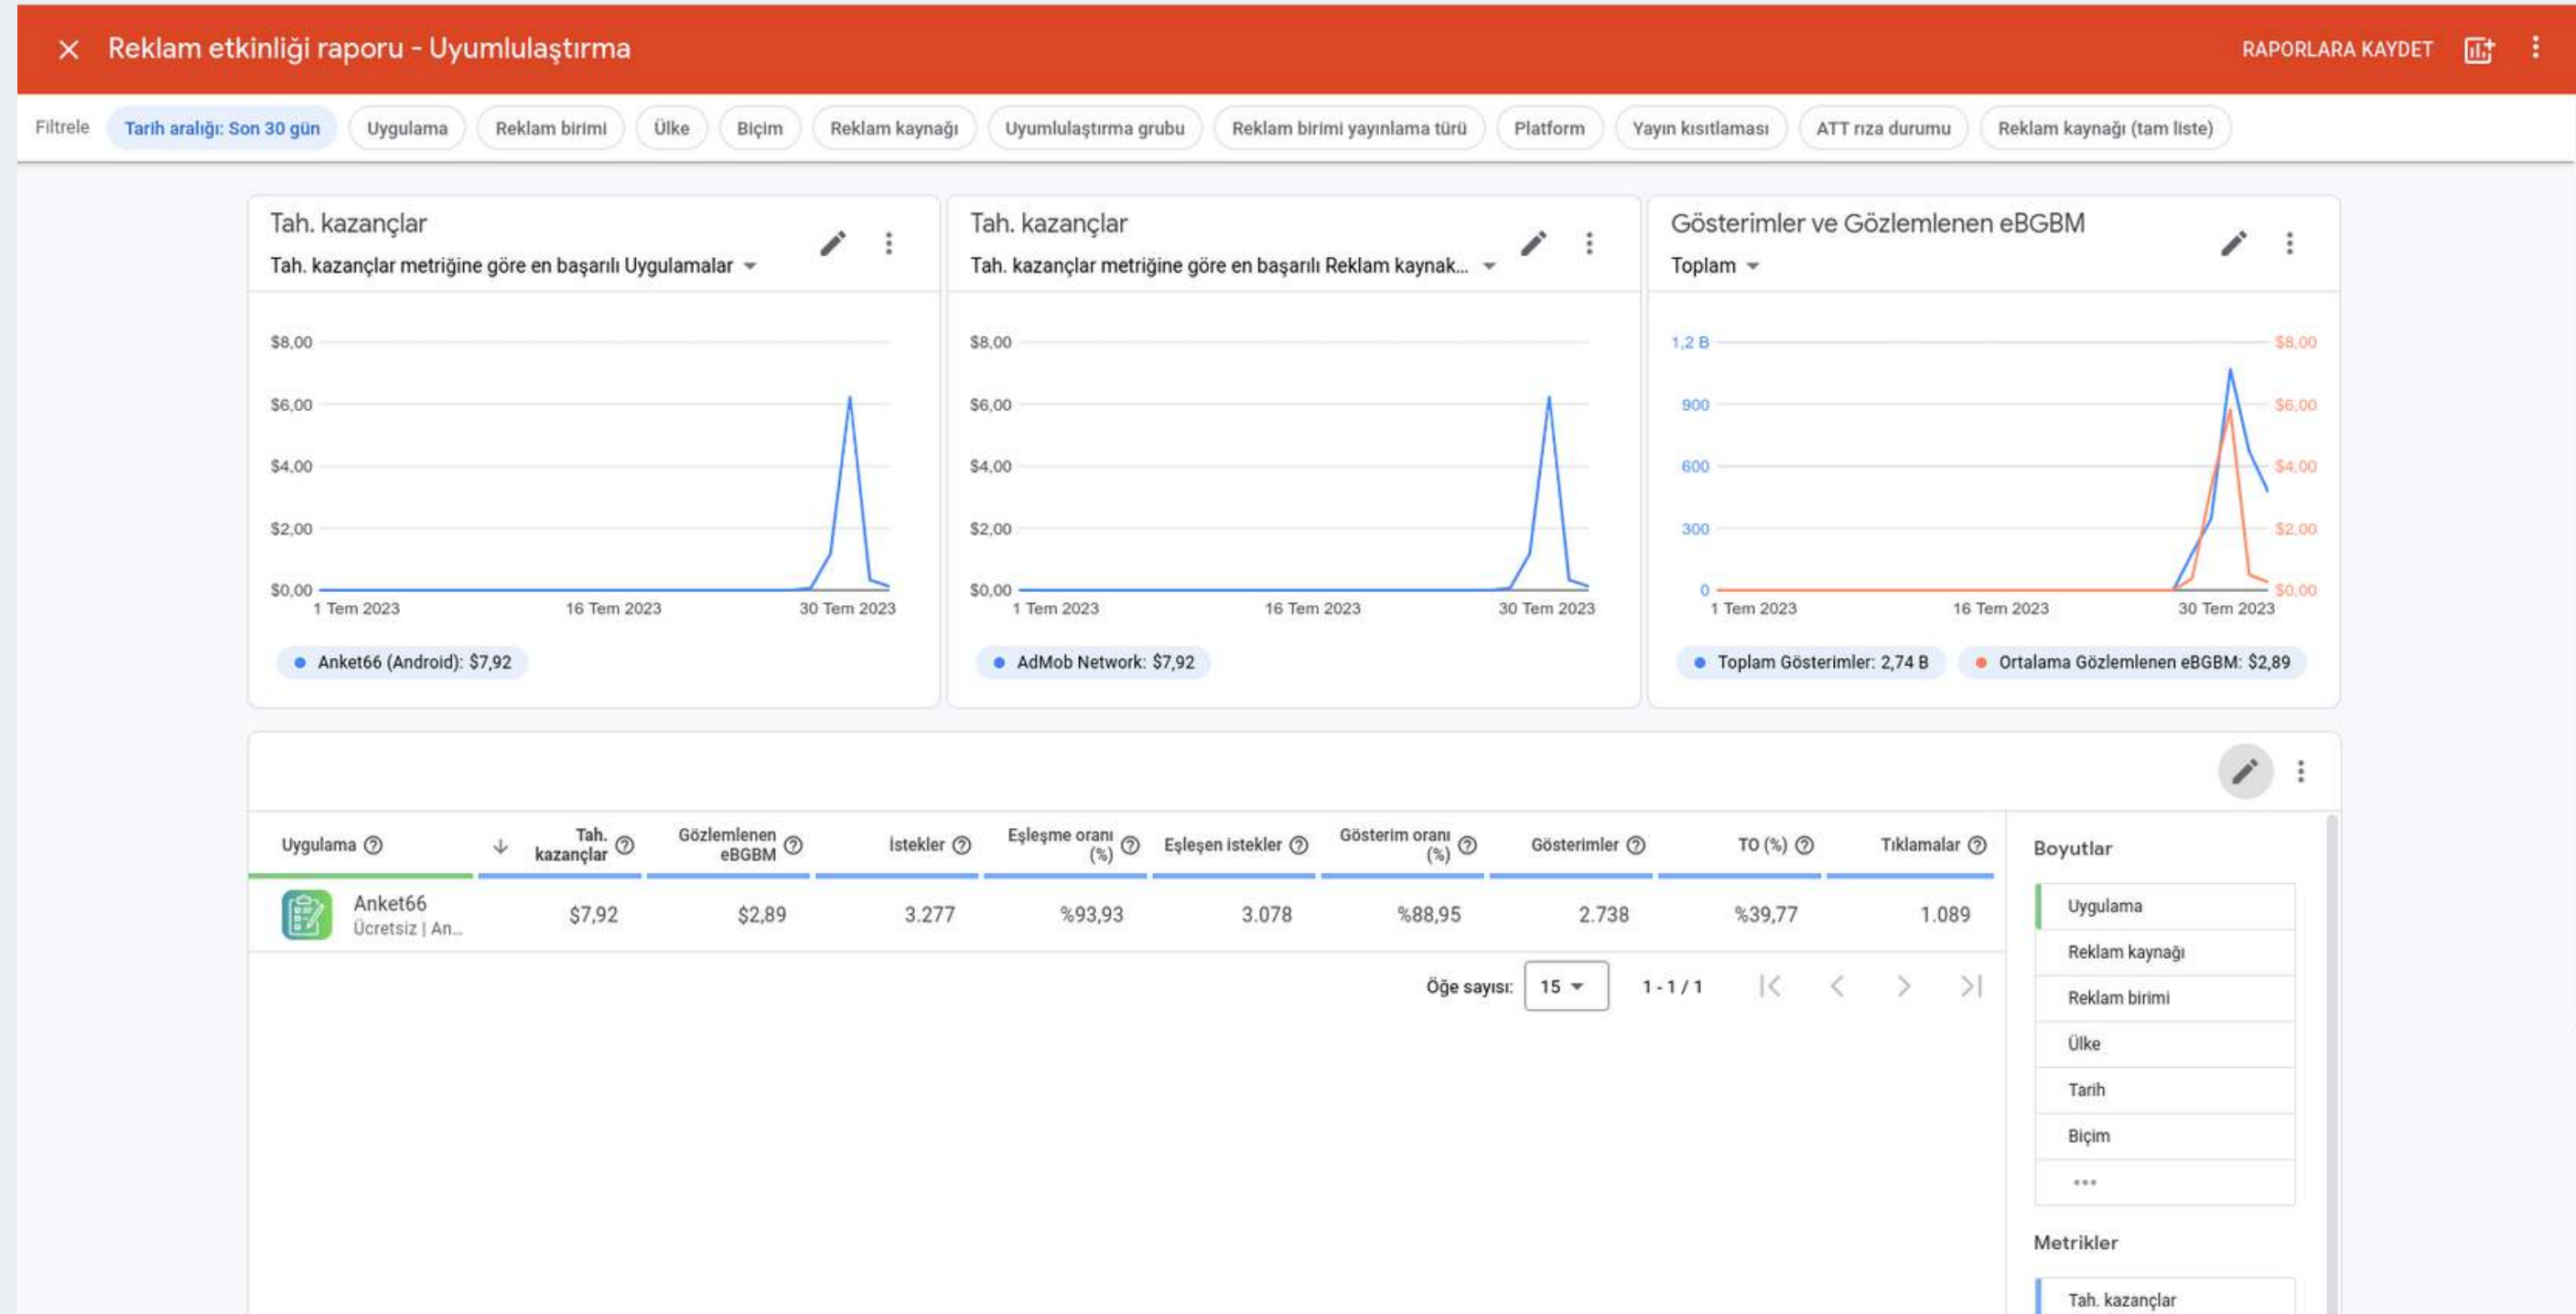 Reklam etkinliği raporu - Uyumlulaştırma
RAPORLARA KAYDET
Filtrele
Tarih aralığı: Son 30 gün
Uygulama
Reklam birimi
Ülke
Biçim
Reklam kaynağı
Uyumlulaştırma grubu
Reklam birimi yayınlama türü
Platform
Yayın kısıtlaması
ATT rıza durumu
Reklam kaynağı (tam liste)
Tah. kazançlar
Tah. kazançlar metriğine göre en başarılı Uygulamalar
$8,00
$6,00
$4,00
$2,00
$0,00
1 Tem 2023
16 Tem 2023
30 Tem 2023
Anket66 (Android): $7,92
Tah. kazançlar
Tah. kazançlar metriğine göre en başarılı Reklam kaynak...
$8,00
$6,00
$4,00
$2,00
$0,00
1 Tem 2023
16 Tem 2023
30 Tem 2023
AdMob Network: $7,92
Gösterimler ve Gözlemlenen eBGBM
Toplam
1,2 B $8,00
900 $6,00
600 $4,00
300 $2,00
0 $0,00
1 Tem 2023
16 Tem 2023
30 Tem 2023
Toplam Gösterimler: 2,74 B
Ortalama Gözlemlenen eBGBM: $2,89
Uygulama
Tah. kazançlar
Gözlemlenen eBGBM
İstekler
Eşleşme oranı (%)
Eşleşen istekler
Gösterim oranı (%)
Gösterimler
TO (%)
Tıklamalar
Anket66
Ücretsiz | An...
$7,92
$2,89
3.277
%93,93
3.078
%88,95
2.738
%39,77
1.089
Öğe sayısı:
15
1 - 1 / 1
Boyutlar
Uygulama
Reklam kaynağı
Reklam birimi
Ülke
Tarih
Biçim
Metrikler
Tah. kazançlar